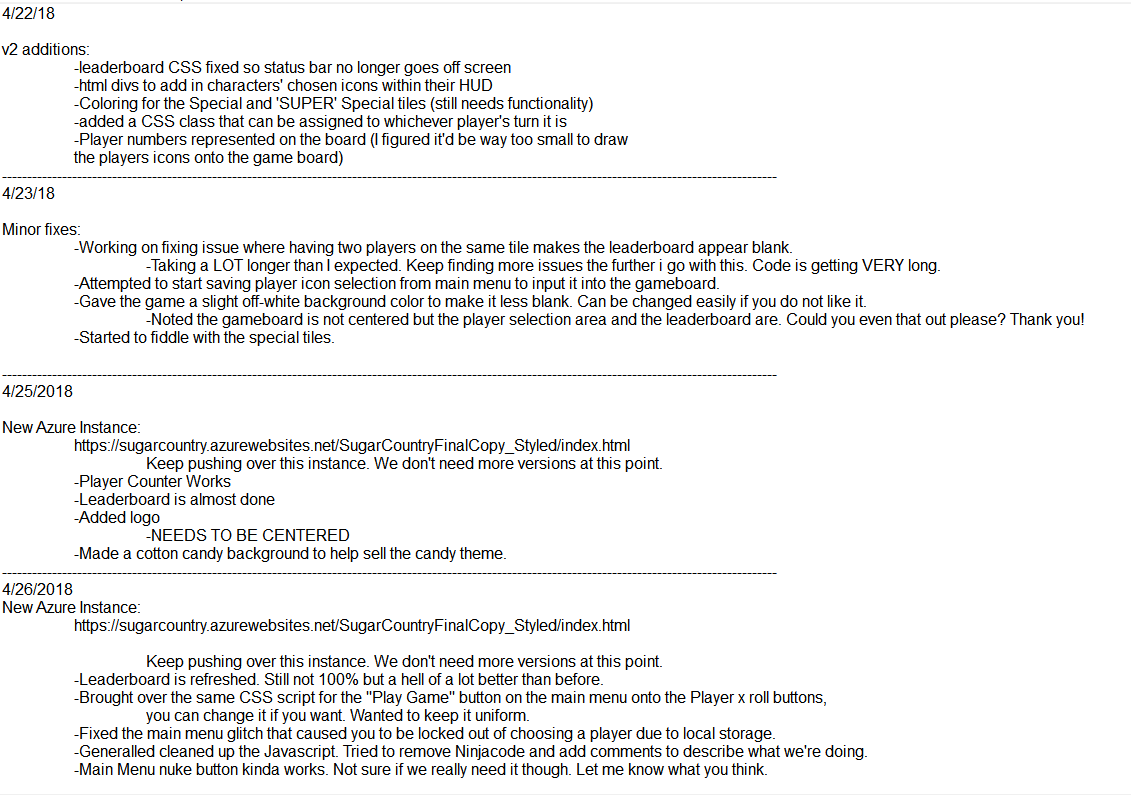 4/22/18
v2 additions:
-leaderboard CSS fixed so status bar no longer goes off screen
-html divs to add in characters' chosen icons within their HUD
-Coloring for the Special and 'SUPER' Special tiles (still needs functionality)
-added a CSS class that can be assigned to whichever player's turn it is
-Player numbers represented on the board (I figured it'd be way too small to draw
the players icons onto the game board)
-----------------------------------------------------------------------------------------------------------------------------------------------------------
4/23/18
Minor fixes:
-Working on fixing issue where having two players on the same tile makes the leaderboard appear blank.
-Taking a LOT longer than I expected. Keep finding more issues the further i go with this. Code is getting VERY long.
-Attempted to start saving player icon selection from main menu to input it into the gameboard.
-Gave the game a slight off-white background color to make it less blank. Can be changed easily if you do not like it.
-Noted the gameboard is not centered but the player selection area and the leaderboard are. Could you even that out please? Thank you!
-Started to fiddle with the special tiles.
-----------------------------------------------------------------------------------------------------------------------------------------------------------
4/25/2018
New Azure Instance:
https://sugarcountry.azurewebsites.net/SugarCountryFinalCopy_Styled/index.html
Keep pushing over this instance. We don't need more versions at this point.
-Player Counter Works
-Leaderboard is almost done
-Added logo
-NEEDS TO BE CENTERED
-Made a cotton candy background to help sell the candy theme.
-----------------------------------------------------------------------------------------------------------------------------------------------------------
4/26/2018
New Azure Instance:
https://sugarcountry.azurewebsites.net/SugarCountryFinalCopy_Styled/index.html
Keep pushing over this instance. We don't need more versions at this point.
-Leaderboard is refreshed. Still not 100% but a hell of a lot better than before.
-Brought over the same CSS script for the "Play Game" button on the main menu onto the Player x roll buttons,
you can change it if you want. Wanted to keep it uniform.
-Fixed the main menu glitch that caused you to be locked out of choosing a player due to local storage.
-Generalled cleaned up the Javascript. Tried to remove Ninjacode and add comments to describe what we're doing.
-Main Menu nuke button kinda works. Not sure if we really need it though. Let me know what you think.